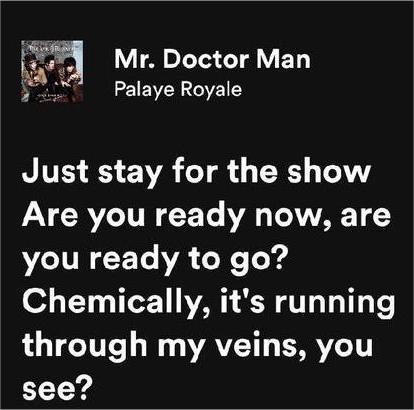 Mr. Doctor Man
Palaye Royale
Just stay for the show
Are you ready now, are
you ready to go?
Chemically, it's running
through my veins, you
see?